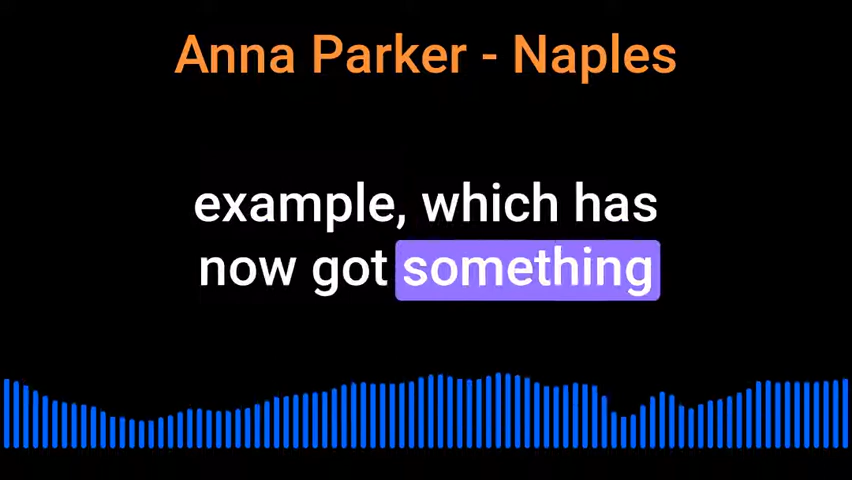 Anna Parker - Naples
example, which has
now got something